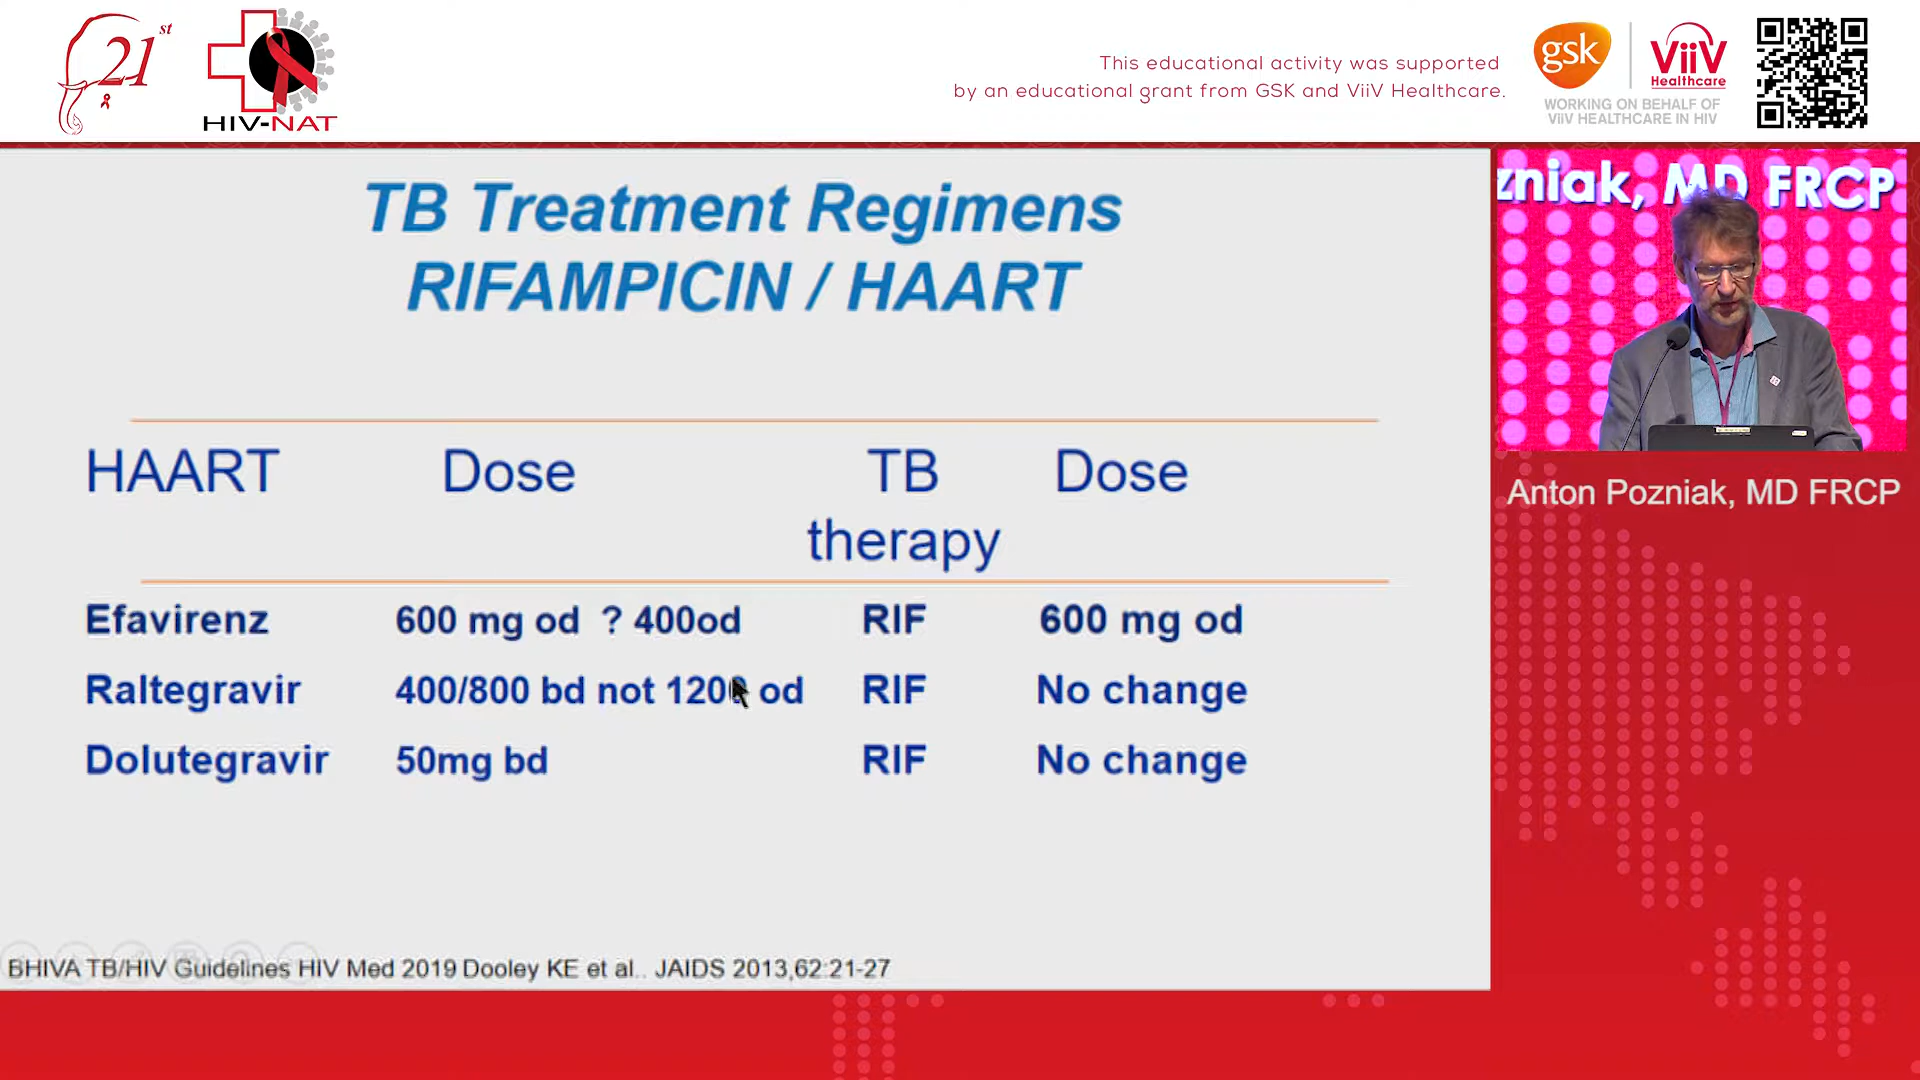 21st
HIV-NAT
This educational activity was supported
by an educational grant from GSK and ViiV Healthcare.
gsk
ViiV
Healthcare
WORKING ON BEHALF OF
ViiV HEALTHCARE IN HIV
TB Treatment Regimens
RIFAMPICIN / HAART
zniak, MD FRCP
Anton Pozniak, MD FRCP
HAART Dose TB therapy Dose
Efavirenz 600 mg od ? 400od RIF 600 mg od
Raltegravir 400/800 bd not 1200 od RIF No change
Dolutegravir 50mg bd RIF No change
BHIVA TB/HIV Guidelines HIV Med 2019 Dooley KE et al.. JAIDS 2013,62:21-27